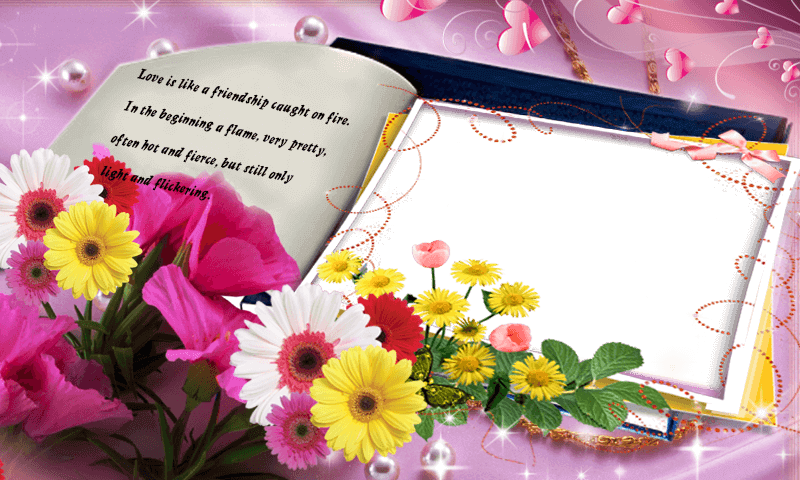 Love is like a friendship caught on fire.
In the beginning a flame, very pretty,
often hot and fierce, but still only
light and flickering.